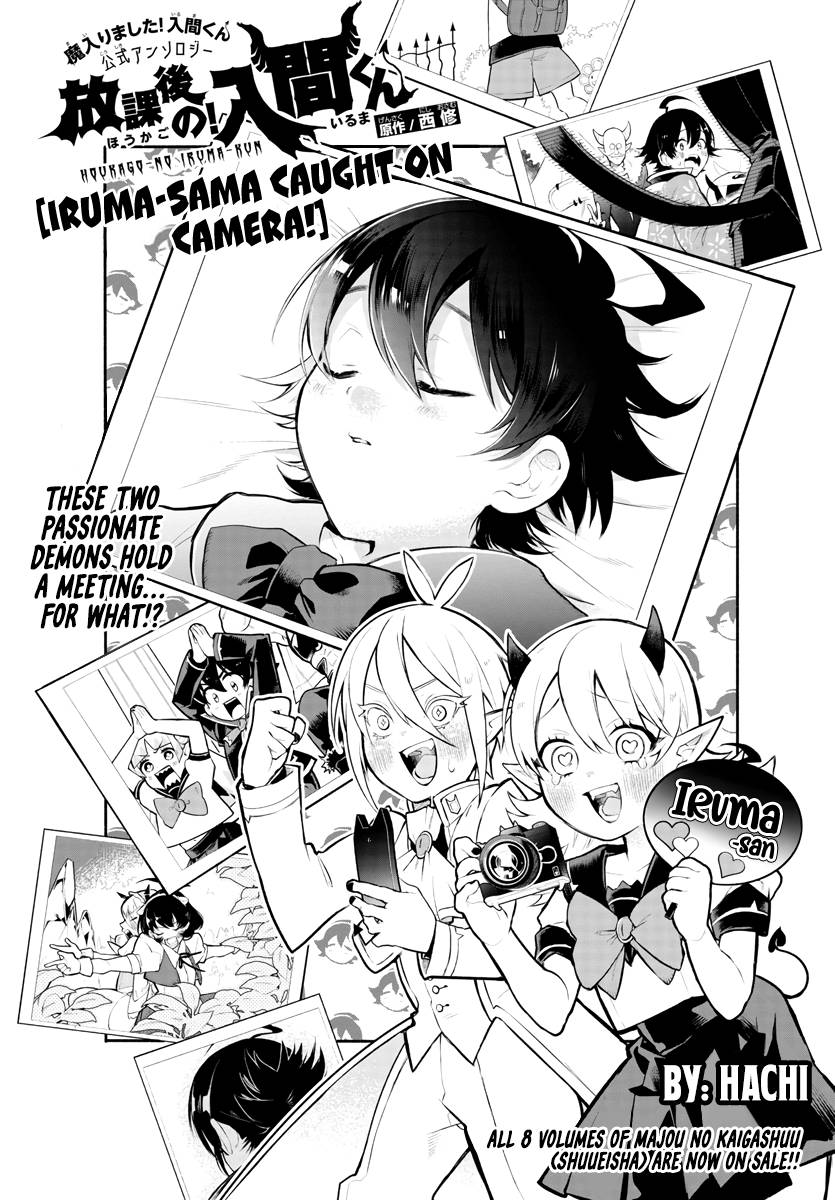 魔入りました!入間くん
公式アンソロジー
放課後の!入間くん
ほうかご
いるま
げんさく にし おさむ
原作/西 修
HOUKAGO-NO IRUMA-KUN
[IRUMA-SAMA CAUGHT ON
CAMERA!]
THESE TWO
PASSIONATE
DEMONS HOLD
A MEETING...
FOR WHAT!?
IRUMA
-SAN
BY: HACHI
ALL 8 VOLUMES OF MAJOU NO KAIGASHUU
(SHUUEISHA) ARE NOW ON SALE!!